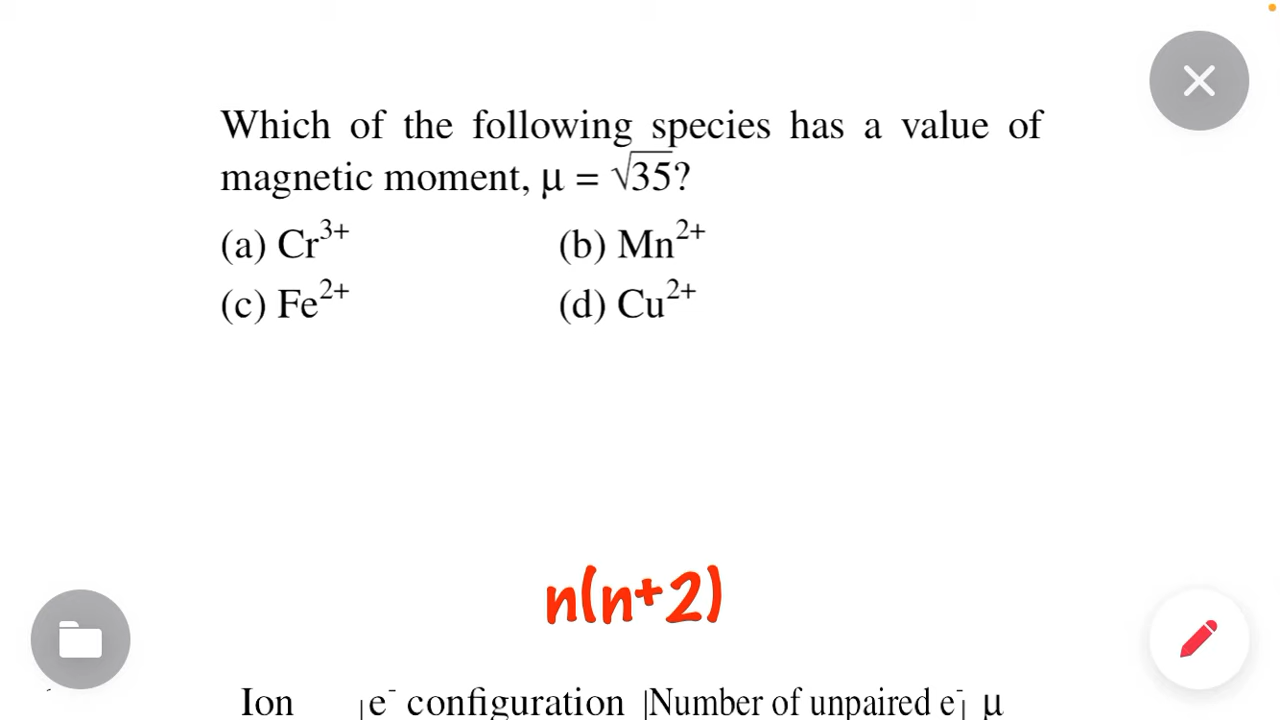 Which of the following species has a value of
magnetic moment, μ = √35?
(a) Cr³⁺ (b) Mn²⁺
(c) Fe²⁺ (d) Cu²⁺
n(n+2)
Ion |e⁻ configuration |Number of unpaired e⁻| μ